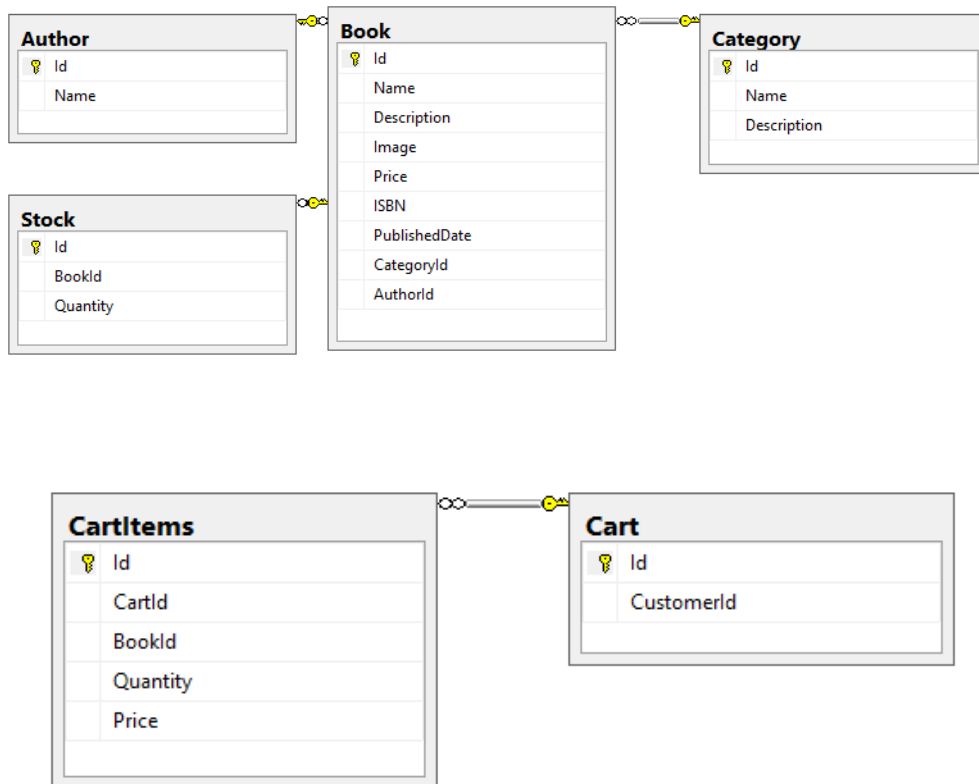 Author
Id
Name
Book
Id
Name
Description
Image
Price
ISBN
PublishedDate
CategoryId
AuthorId
Category
Id
Name
Description
Stock
Id
BookId
Quantity
CartItems
Id
CartId
BookId
Quantity
Price
Cart
Id
CustomerId